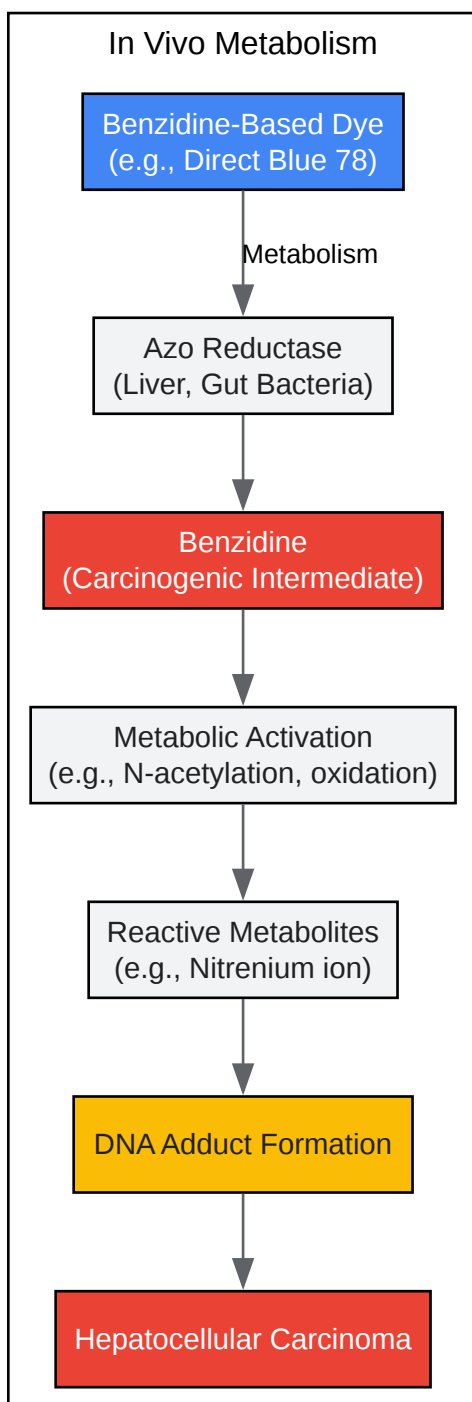 In Vivo Metabolism
Benzidine-Based Dye
(e.g., Direct Blue 78)
Metabolism
Azo Reductase
(Liver, Gut Bacteria)
Benzidine
(Carcinogenic Intermediate)
Metabolic Activation
(e.g., N-acetylation, oxidation)
Reactive Metabolites
(e.g., Nitrenium ion)
DNA Adduct Formation
Hepatocellular Carcinoma